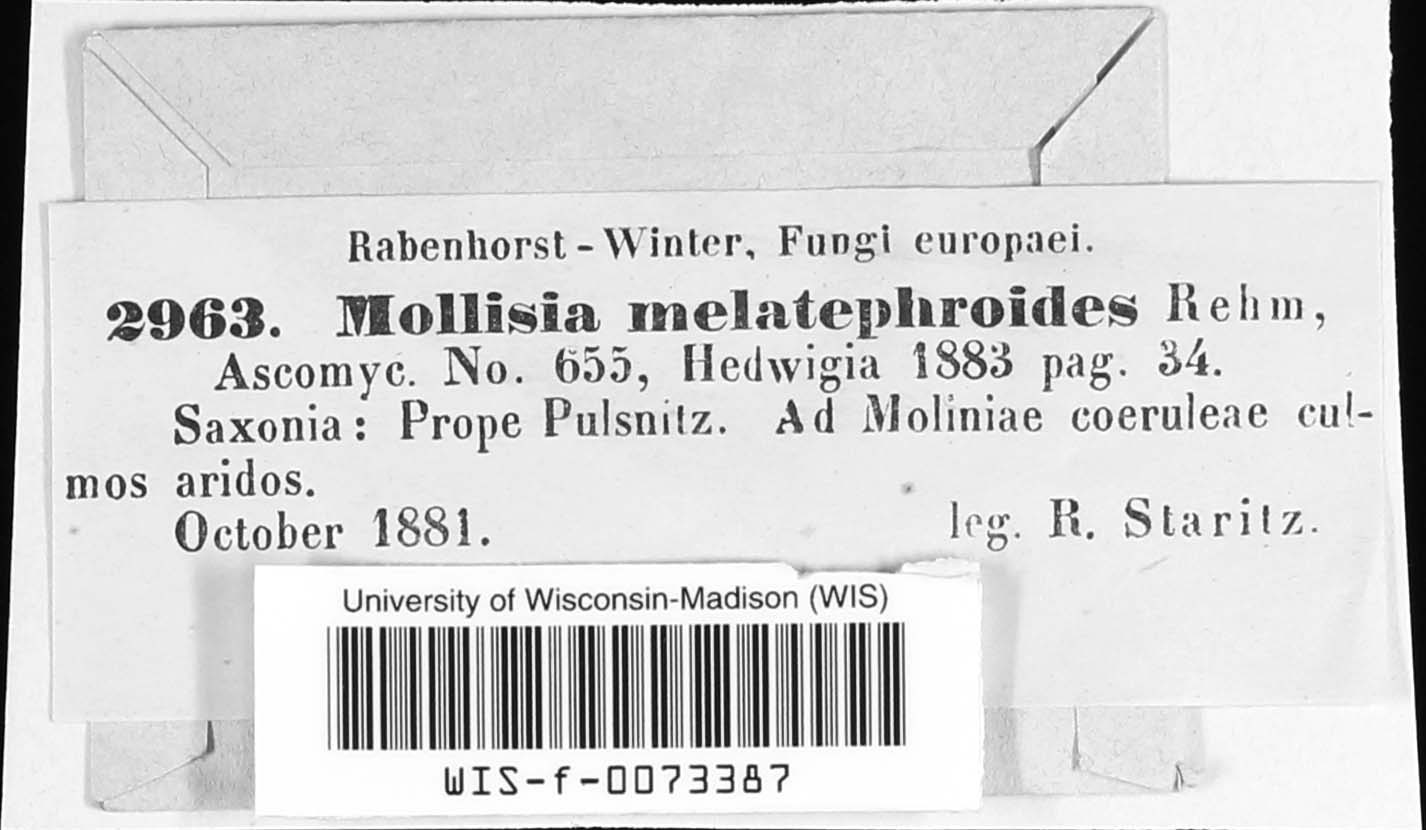 Rabenhorst - Winter, Fungi europaei.
2963. Mollisia melatephroides Rehm,
Ascomyc. No. 655, Hedwigia 1883 pag. 34.
Saxonia: Prope Pulsnitz. Ad Moliniae coeruleae cul-
mos aridos.
October 1881. leg. R. Staritz.
University of Wisconsin-Madison (WIS)
WIS-f-0073387